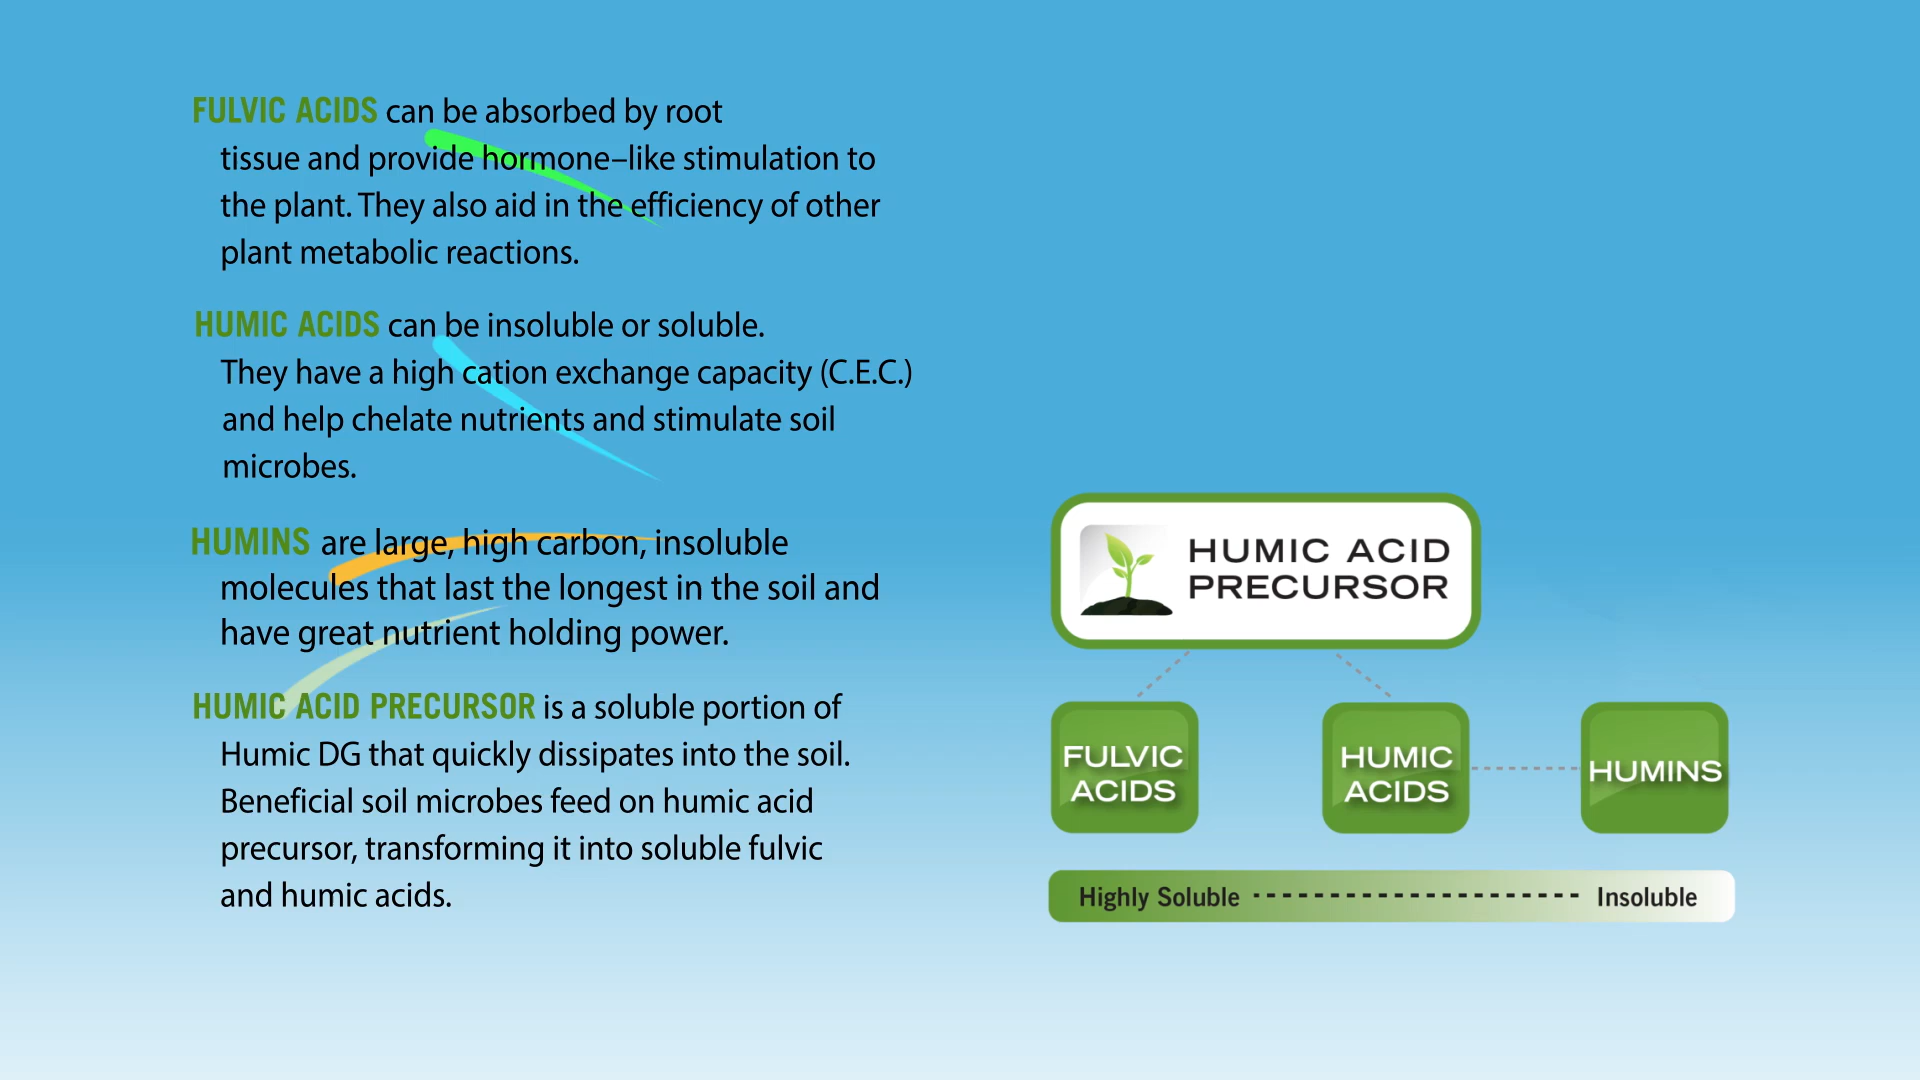 FULVIC ACIDS can be absorbed by root
tissue and provide hormone–like stimulation to
the plant. They also aid in the efficiency of other
plant metabolic reactions.
HUMIC ACIDS can be insoluble or soluble.
They have a high cation exchange capacity (C.E.C.)
and help chelate nutrients and stimulate soil
microbes.
HUMINS are large, high carbon, insoluble
molecules that last the longest in the soil and
have great nutrient holding power.
HUMIC ACID PRECURSOR is a soluble portion of
Humic DG that quickly dissipates into the soil.
Beneficial soil microbes feed on humic acid
precursor, transforming it into soluble fulvic
and humic acids.
HUMIC ACID
PRECURSOR
FULVIC
ACIDS
HUMIC
ACIDS
HUMINS
Highly Soluble
Insoluble